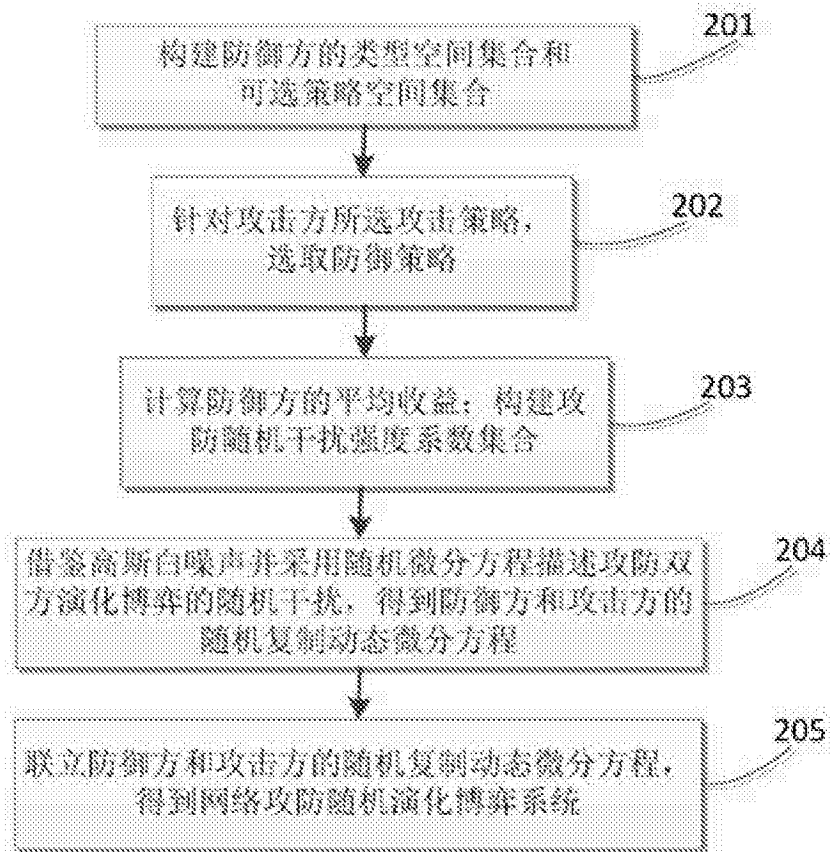 201
构建防御方的类型空间集合和
可选策略空间集合
202
针对攻击方所选攻击策略，
选取防御策略
203
计算防御方的平均收益；构建攻
防随机干扰强度系数集合
204
借鉴高斯白噪声并采用随机微分方程描述攻防双
方演化博弈的随机干扰，得到防御方和攻击方的
随机复制动态微分方程
205
联立防御方和攻击方的随机复制动态微分方程，
得到网络攻防随机演化博弈系统